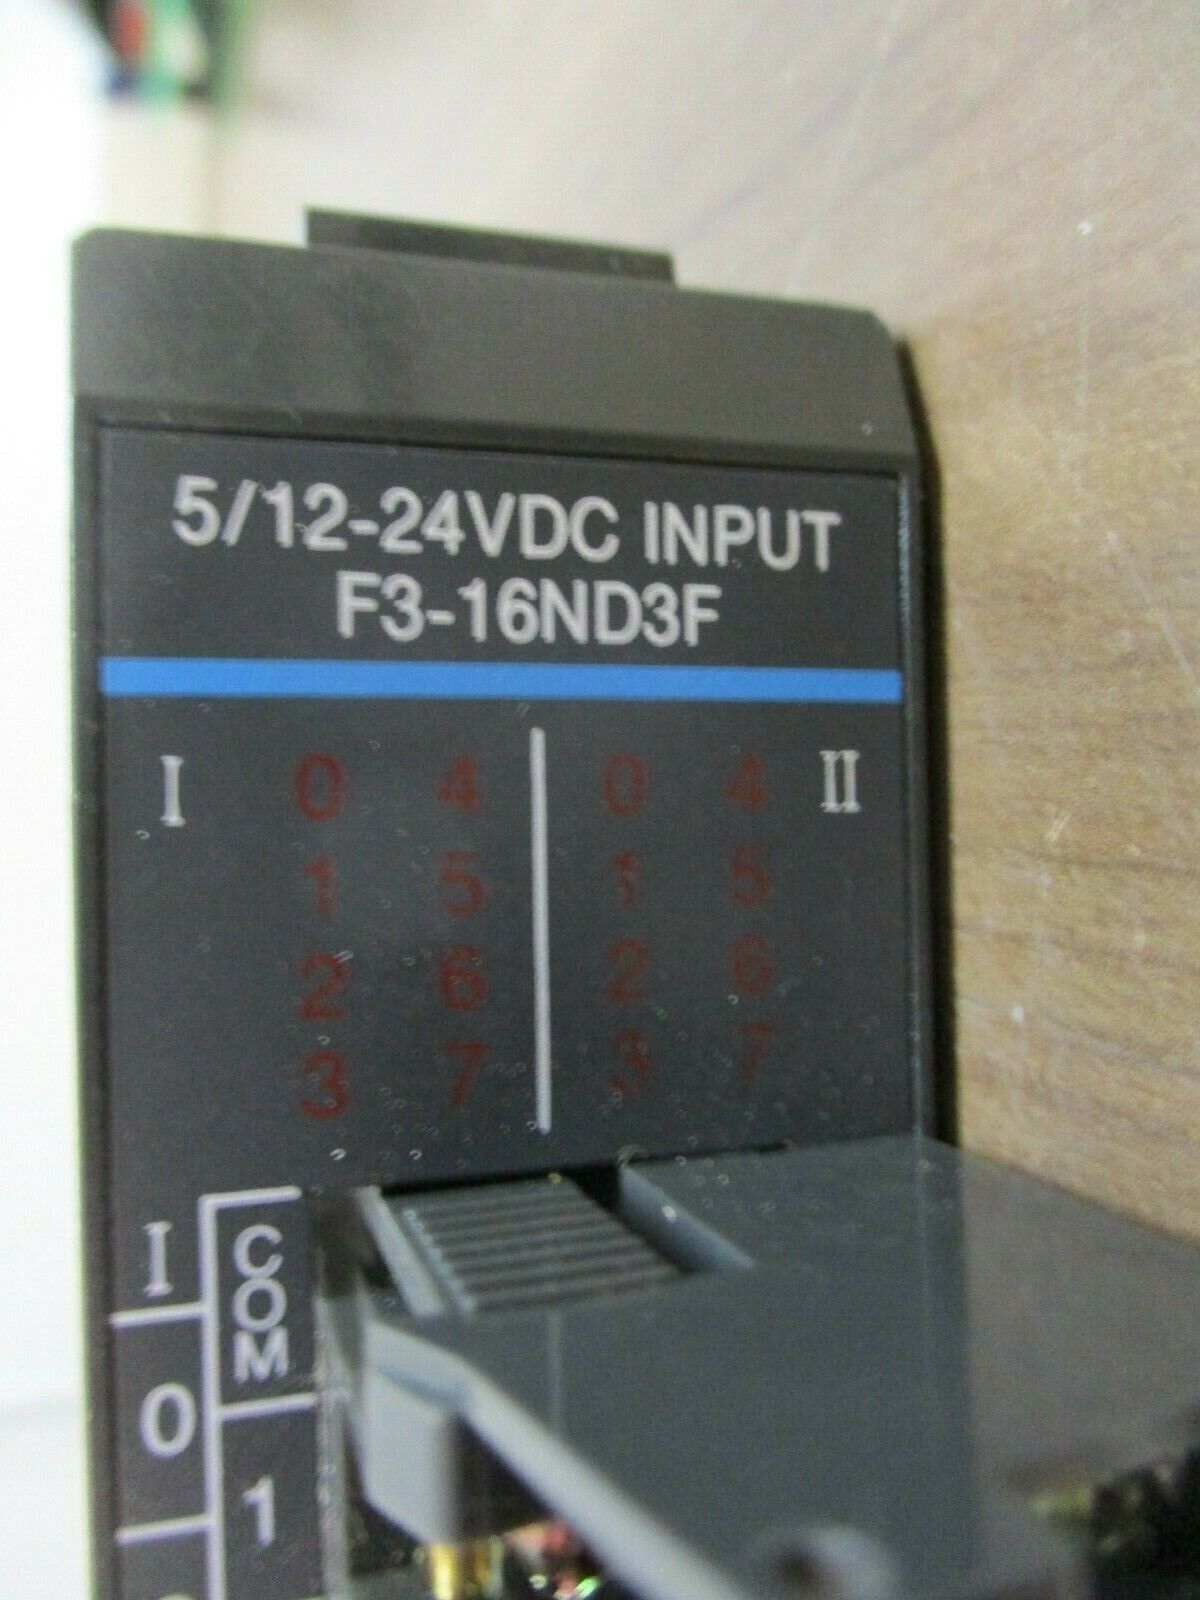 5/12-24VDC INPUT
F3-16ND3F
I 0 4 0 4 II
1 5 1 5
2 6 2 6
3 7 3 7
I COM
0
1